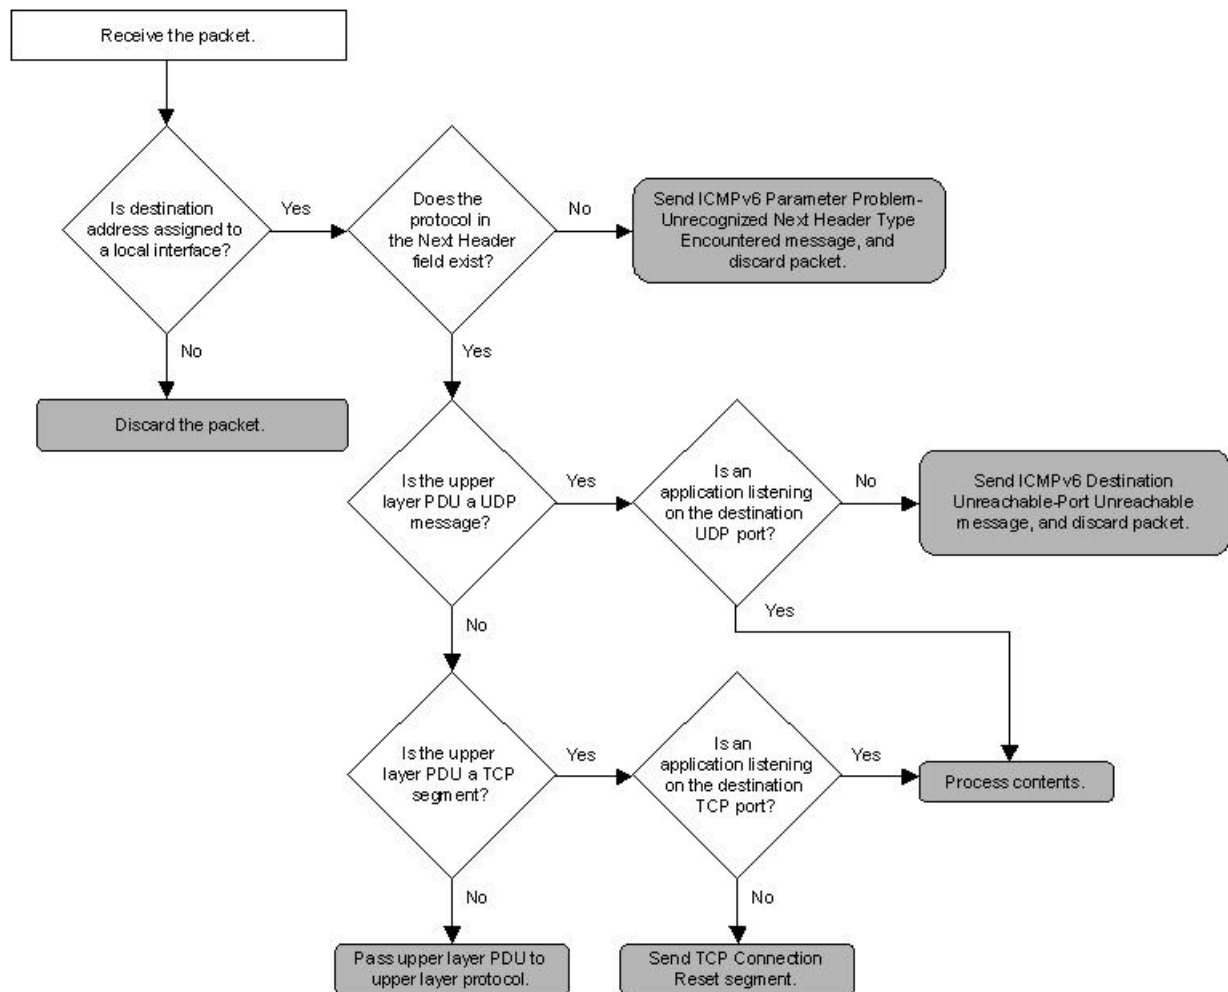 Receive the packet.
Is destination
address assigned to
a local interface?
Yes
Does the
protocol in
the Next Header
field exist?
No
Send ICMPv6 Parameter Problem-
Unrecognized Next Header Type
Encountered message, and
discard packet.
No
Yes
Discard the packet.
Is the upper
layer PDU a UDP
message?
Yes
Is an
application listening
on the destination
UDP port?
No
Send ICMPv6 Destination
Unreachable-Port Unreachable
message, and discard packet.
No
Yes
Is the upper
layer PDU a TCP
segment?
Yes
Is an
application listening
on the destination
TCP port?
Yes
Process contents.
No
No
Pass upper layer PDU to
upper layer protocol.
Send TCP Connection
Reset segment.